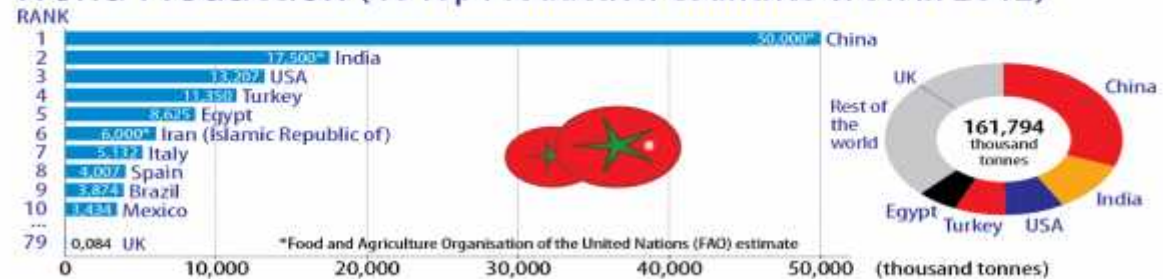 RANK
1 50,000* China
2 17,500* India
3 13,207 USA
4 11,350 Turkey
5 8,625 Egypt
6 6,000* Iran (Islamic Republic of)
7 5,132 Italy
8 4,007 Spain
9 3,874 Brazil
10 3,434 Mexico
...
79 0,084 UK
*Food and Agriculture Organisation of the United Nations (FAO) estimate
0 10,000 20,000 30,000 40,000 50,000 (thousand tonnes)
UK
China
Rest of
the
world
161,794
thousand
tonnes
India
Egypt
Turkey
USA